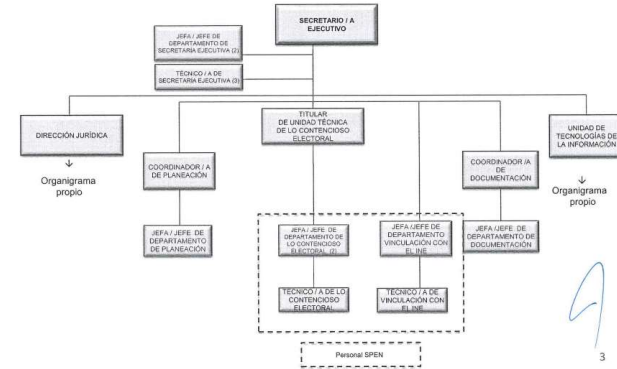 SECRETARIO / A
EJECUTIVO
JEFA / JEFE DE
DEPARTAMENTO DE
SECRETARÍA EJECUTIVA (2)
TÉCNICO / A DE
SECRETARÍA EJECUTIVA (3)
DIRECCIÓN JURÍDICA
↓
Organigrama
propio
TITULAR
DE UNIDAD TÉCNICA
DE LO CONTENCIOSO
ELECTORAL
UNIDAD DE
TECNOLOGÍAS DE
LA INFORMACIÓN
↓
Organigrama
propio
COORDINADOR / A
DE PLANEACIÓN
COORDINADOR /A
DE
DOCUMENTACIÓN
JEFA / JEFE DE
DEPARTAMENTO
DE PLANEACIÓN
JEFA / JEFE DE
DEPARTAMENTO DE
LO CONTENCIOSO
ELECTORAL (2)
JEFA /JEFE DE
DEPARTAMENTO
VINCULACIÓN CON
EL INE
JEFA /JEFE DE
DEPARTAMENTO DE
DOCUMENTACIÓN
TÉCNICO / A DE LO
CONTENCIOSO
ELECTORAL
TÉCNICO / A DE
VINCULACIÓN CON
EL INE
Personal SPEN
3